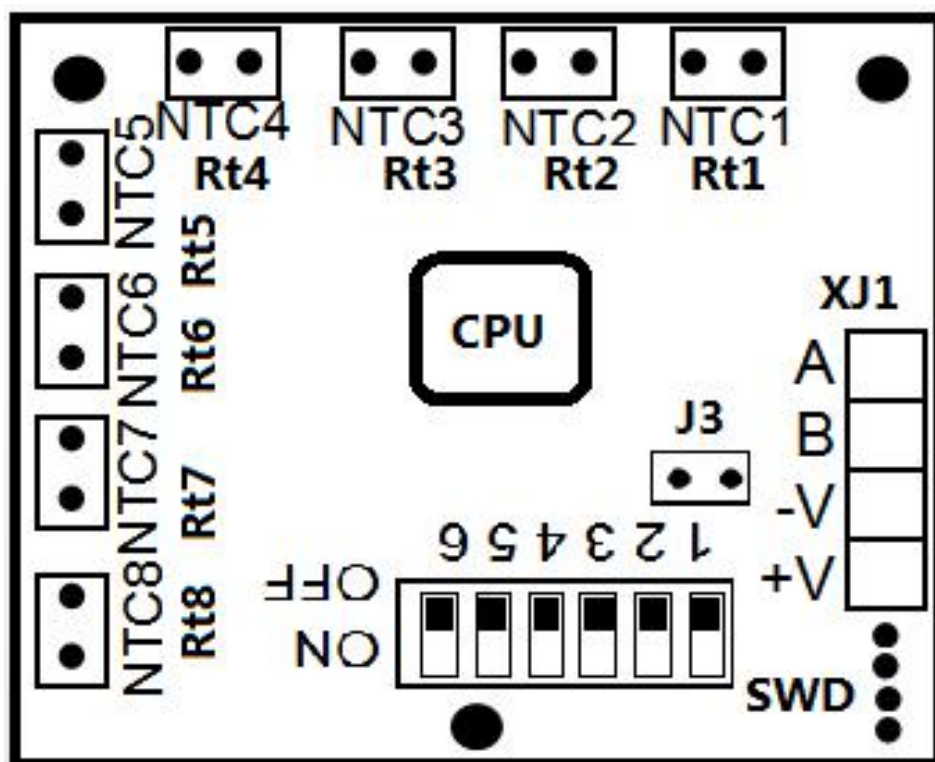 NTC4 NTC3 NTC2 NTC1
Rt4 Rt3 Rt2 Rt1
NTC5
Rt5
NTC6
Rt6
NTC7
Rt7
NTC8
Rt8
CPU
XJ1
A
B
-V
+V
J3
6 5 4 3 2 1
OFF
ON
SWD